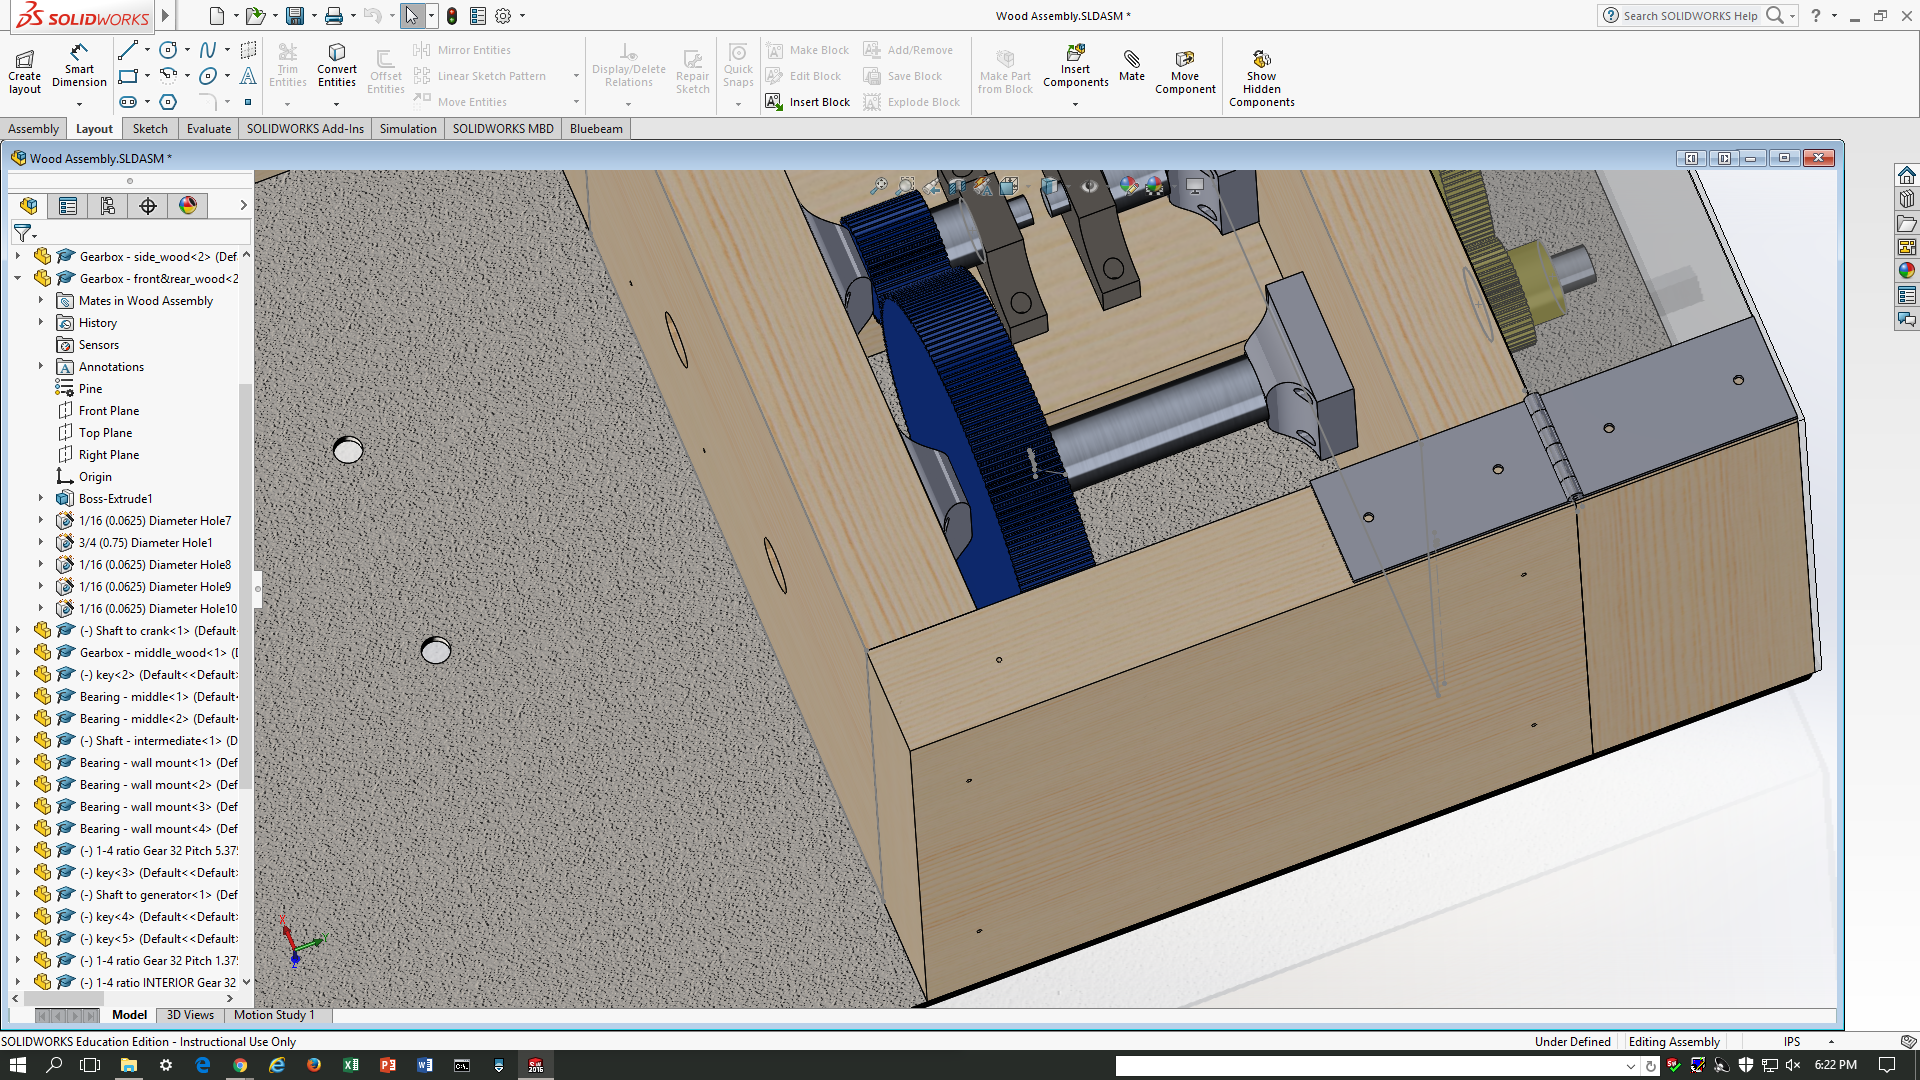 SOLIDWORKS
Wood Assembly.SLDASM *
Search SOLIDWORKS Help
Create layout
Smart Dimension
Trim Entities
Convert Entities
Offset Entities
Mirror Entities
Linear Sketch Pattern
Move Entities
Display/Delete Relations
Repair Sketch
Quick Snaps
Make Block
Edit Block
Insert Block
Add/Remove
Save Block
Explode Block
Make Part from Block
Insert Components
Mate
Move Component
Show Hidden Components
Assembly
Layout
Sketch
Evaluate
SOLIDWORKS Add-Ins
Simulation
SOLIDWORKS MBD
Bluebeam
Wood Assembly.SLDASM *
Gearbox - side_wood<2> (Def
Gearbox - front&rear_wood<2
Mates in Wood Assembly
History
Sensors
Annotations
Pine
Front Plane
Top Plane
Right Plane
Origin
Boss-Extrude1
1/16 (0.0625) Diameter Hole7
3/4 (0.75) Diameter Hole1
1/16 (0.0625) Diameter Hole8
1/16 (0.0625) Diameter Hole9
1/16 (0.0625) Diameter Hole10
(-) Shaft to crank<1> (Default
Gearbox - middle_wood<1> (
(-) key<2> (Default<<Default>
Bearing - middle<1> (Default<
Bearing - middle<2> (Default<
(-) Shaft - intermediate<1> (D
Bearing - wall mount<1> (Def
Bearing - wall mount<2> (Def
Bearing - wall mount<3> (Def
Bearing - wall mount<4> (Def
(-) 1-4 ratio Gear 32 Pitch 5.375
(-) key<3> (Default<<Default>
(-) Shaft to generator<1> (Def
(-) key<4> (Default<<Default>
(-) key<5> (Default<<Default>
(-) 1-4 ratio Gear 32 Pitch 1.375
(-) 1-4 ratio INTERIOR Gear 32
Model
3D Views
Motion Study 1
SOLIDWORKS Education Edition - Instructional Use Only
Under Defined
Editing Assembly
IPS
6:22 PM